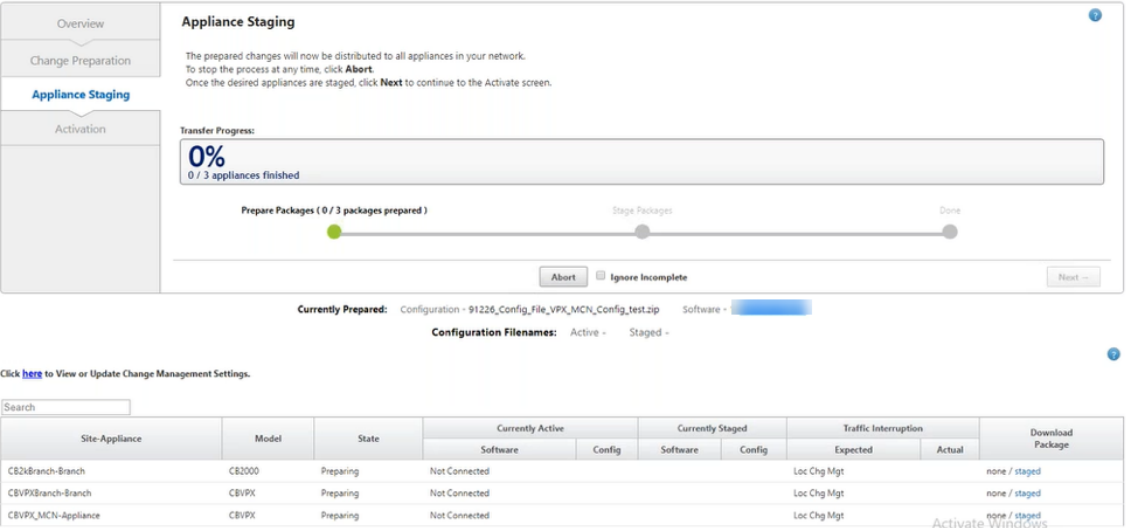 Overview
Change Preparation
Appliance Staging
Activation
Appliance Staging
?
The prepared changes will now be distributed to all appliances in your network.
To stop the process at any time, click Abort.
Once the desired appliances are staged, click Next to continue to the Activate screen.
Transfer Progress:
0%
0 / 3 appliances finished
Prepare Packages ( 0 / 3 packages prepared ) Stage Packages Done
Abort Ignore Incomplete Next →
Currently Prepared: Configuration - 91226_Config_File_VPX_MCN_Config_test.zip Software -
Configuration Filenames: Active - Staged -
?
Click here to View or Update Change Management Settings.
Search
Site-Appliance Model State Currently Active Currently Staged Traffic Interruption Download Package
Software Config Software Config Expected Actual
CB2kBranch-Branch CB2000 Preparing Not Connected Loc Chg Mgt none / staged
CBVPXBranch-Branch CBVPX Preparing Not Connected Loc Chg Mgt none / staged
CBVPX_MCN-Appliance CBVPX Preparing Not Connected Loc Chg Mgt none / staged
Activate Windows